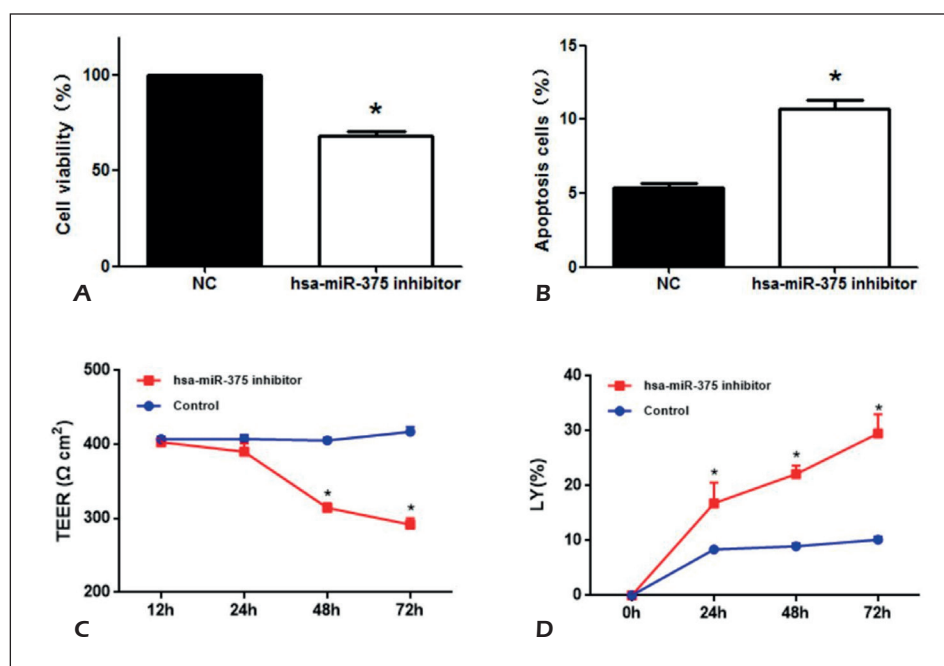 Cell viability (%)
100
50
0
*
NC
hsa-miR-375 inhibitor
A
Apoptosis cells (%)
15
10
5
0
*
NC
hsa-miR-375 inhibitor
B
TEER (Ω cm²)
500
400
300
200
hsa-miR-375 inhibitor
Control
*
*
12h
24h
48h
72h
C
LY(%)
40
30
20
10
0
hsa-miR-375 inhibitor
Control
*
*
*
0h
24h
48h
72h
D